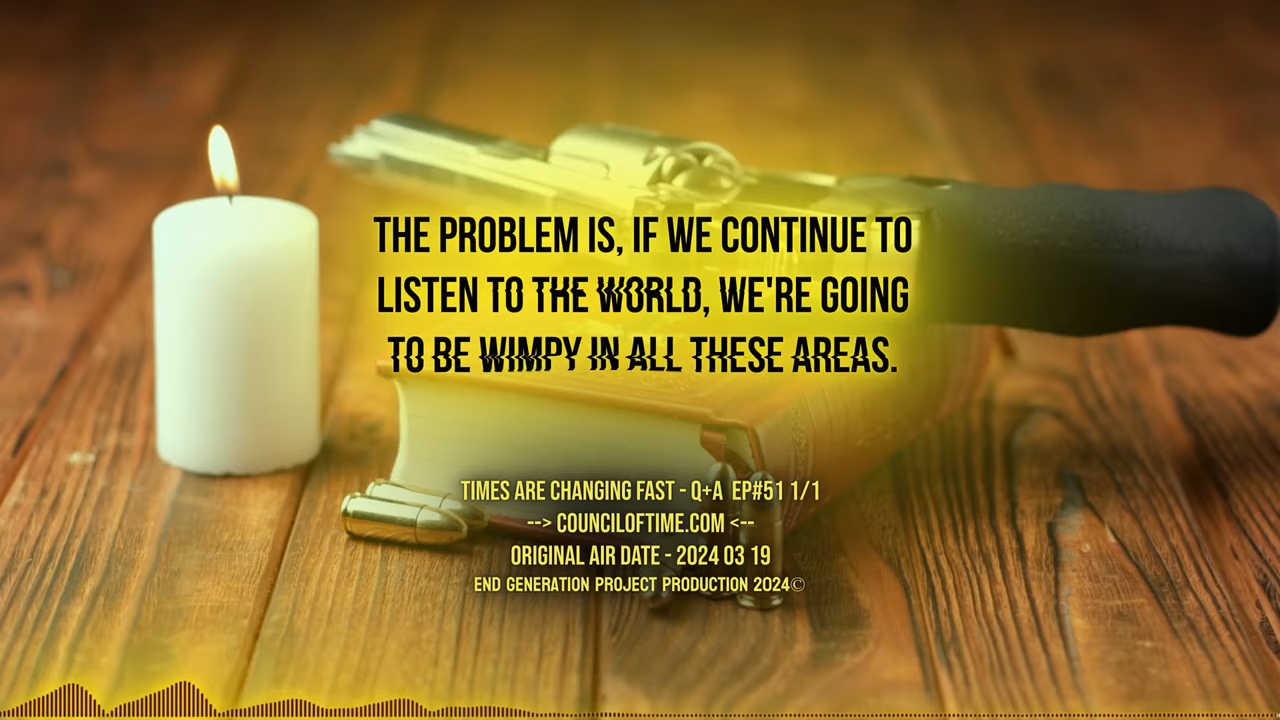 THE PROBLEM IS, IF WE CONTINUE TO
LISTEN TO THE WORLD, WE'RE GOING
TO BE WIMPY IN ALL THESE AREAS.
TIMES ARE CHANGING FAST - Q+A EP#51 1/1
--> COUNCILOFTIME.COM <--
ORIGINAL AIR DATE - 2024 03 19
END GENERATION PROJECT PRODUCTION 2024©